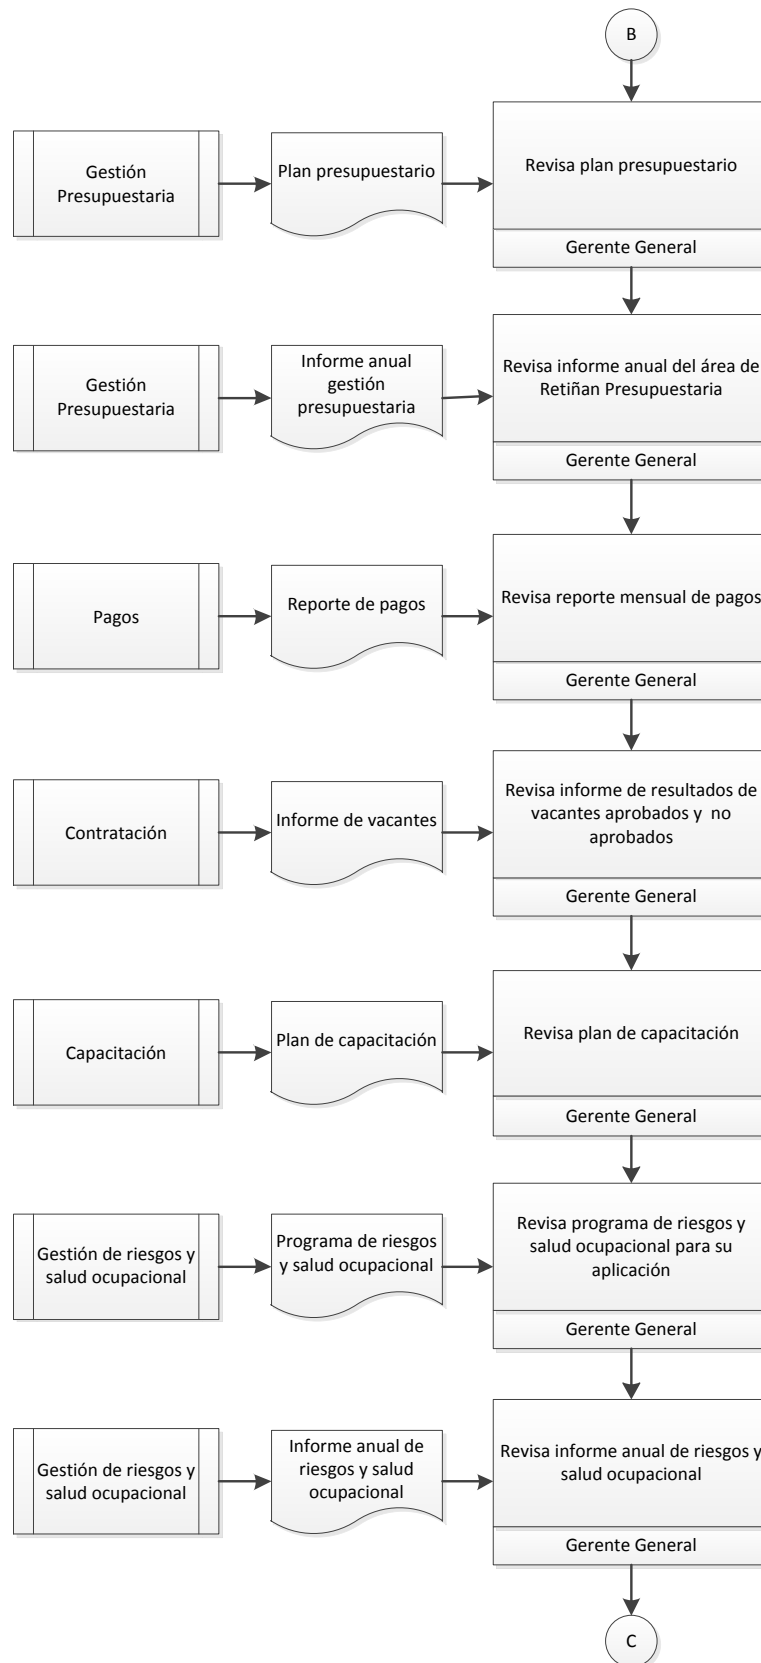 B
Gestión
Presupuestaria
Plan presupuestario
Revisa plan presupuestario
Gerente General
Gestión
Presupuestaria
Informe anual
gestión
presupuestaria
Revisa informe anual del área de
Retiñan Presupuestaria
Gerente General
Pagos
Reporte de pagos
Revisa reporte mensual de pagos
Gerente General
Contratación
Informe de vacantes
Revisa informe de resultados de
vacantes aprobados y no
aprobados
Gerente General
Capacitación
Plan de capacitación
Revisa plan de capacitación
Gerente General
Gestión de riesgos y
salud ocupacional
Programa de riesgos
y salud ocupacional
Revisa programa de riesgos y
salud ocupacional para su
aplicación
Gerente General
Gestión de riesgos y
salud ocupacional
Informe anual de
riesgos y salud
ocupacional
Revisa informe anual de riesgos y
salud ocupacional
Gerente General
C